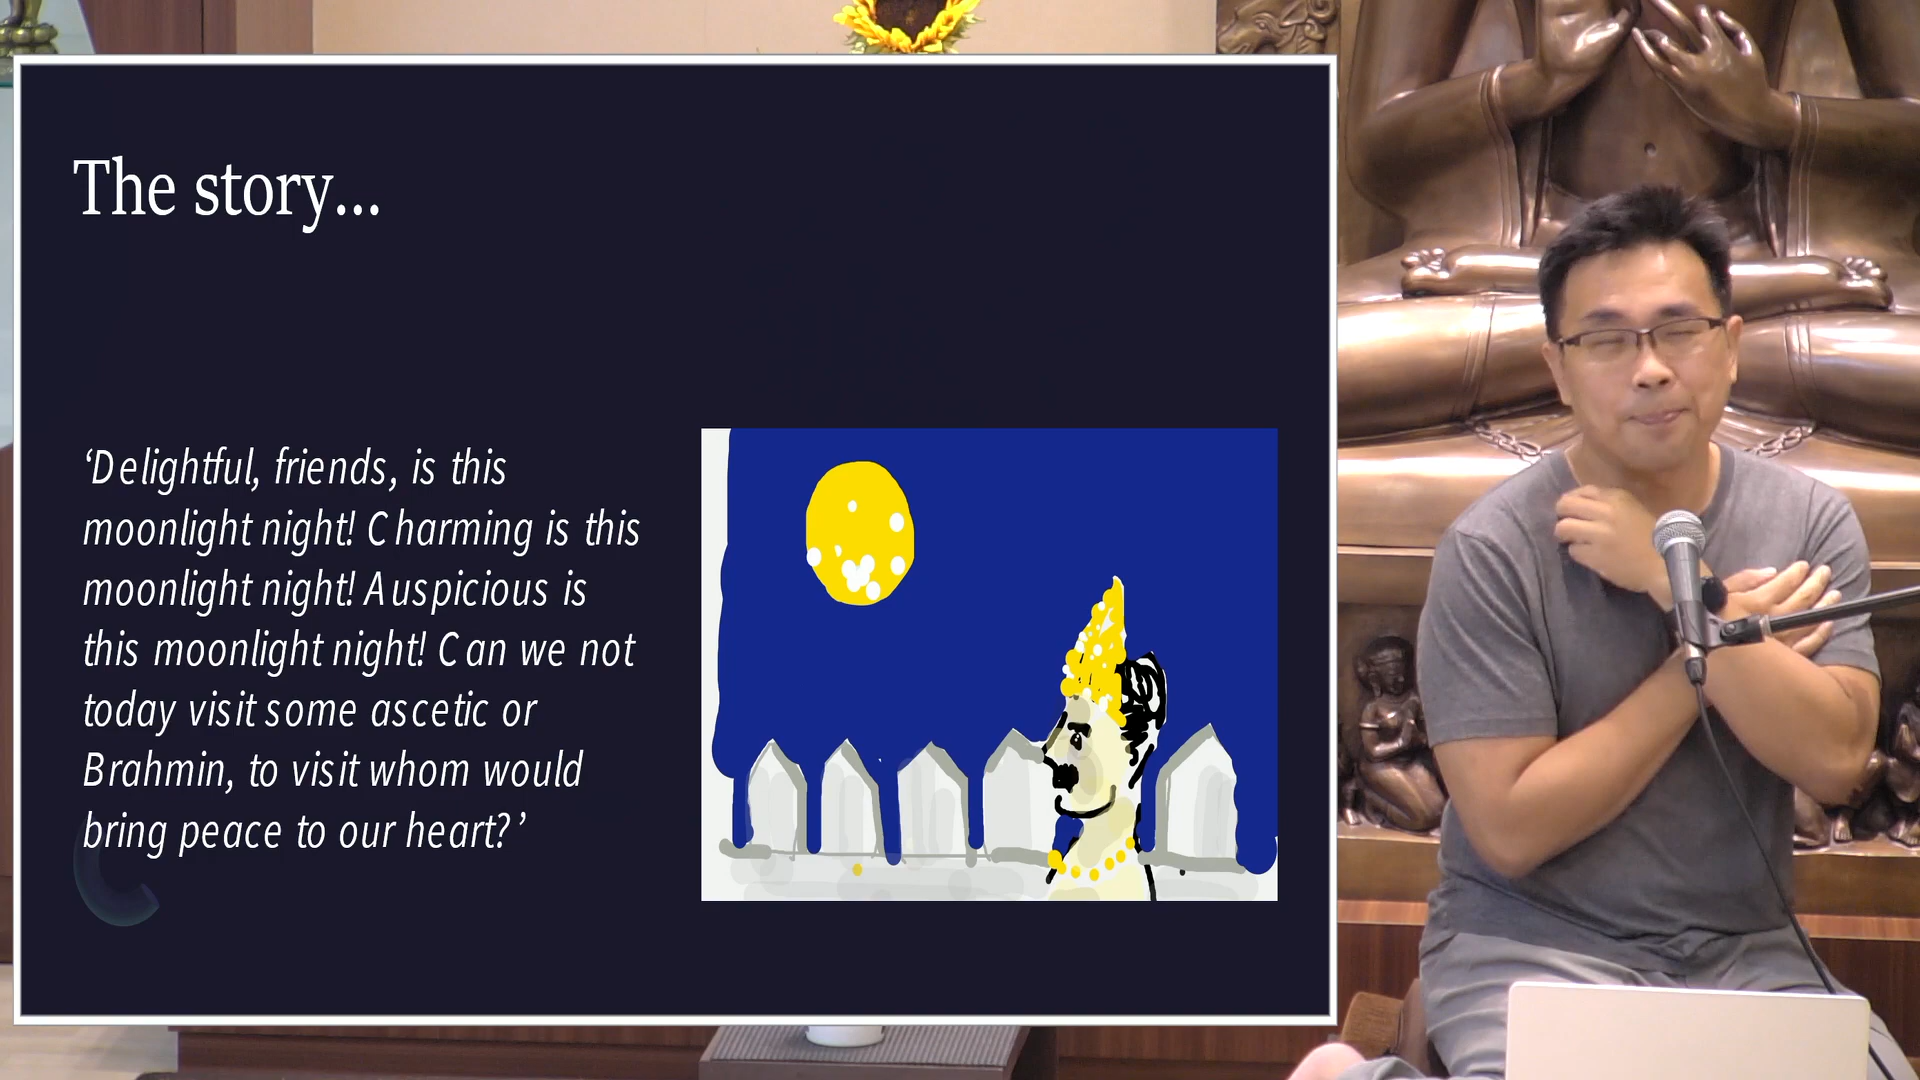 The story...
‘Delightful, friends, is this
moonlight night! Charming is this
moonlight night! Auspicious is
this moonlight night! Can we not
today visit some ascetic or
Brahmin, to visit whom would
bring peace to our heart?’